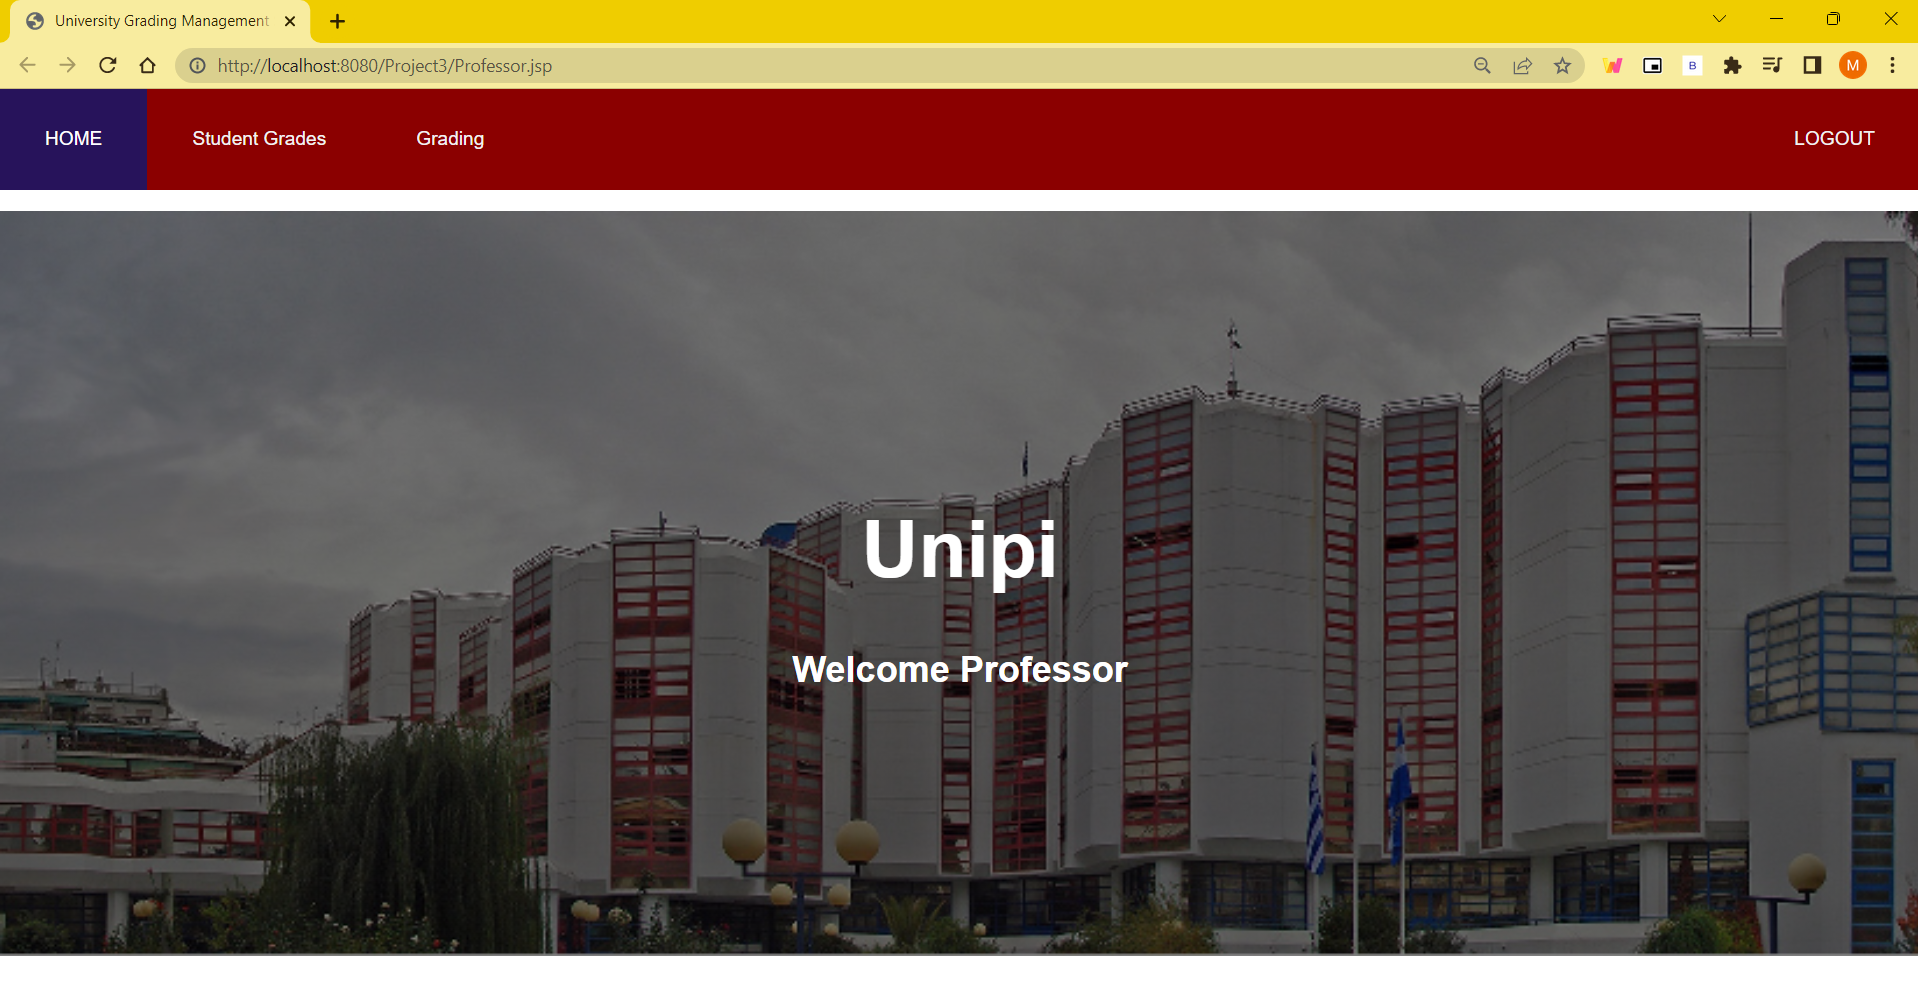 University Grading Management
http://localhost:8080/Project3/Professor.jsp
B
M
HOME
Student Grades
Grading
LOGOUT
Unipi
Welcome Professor